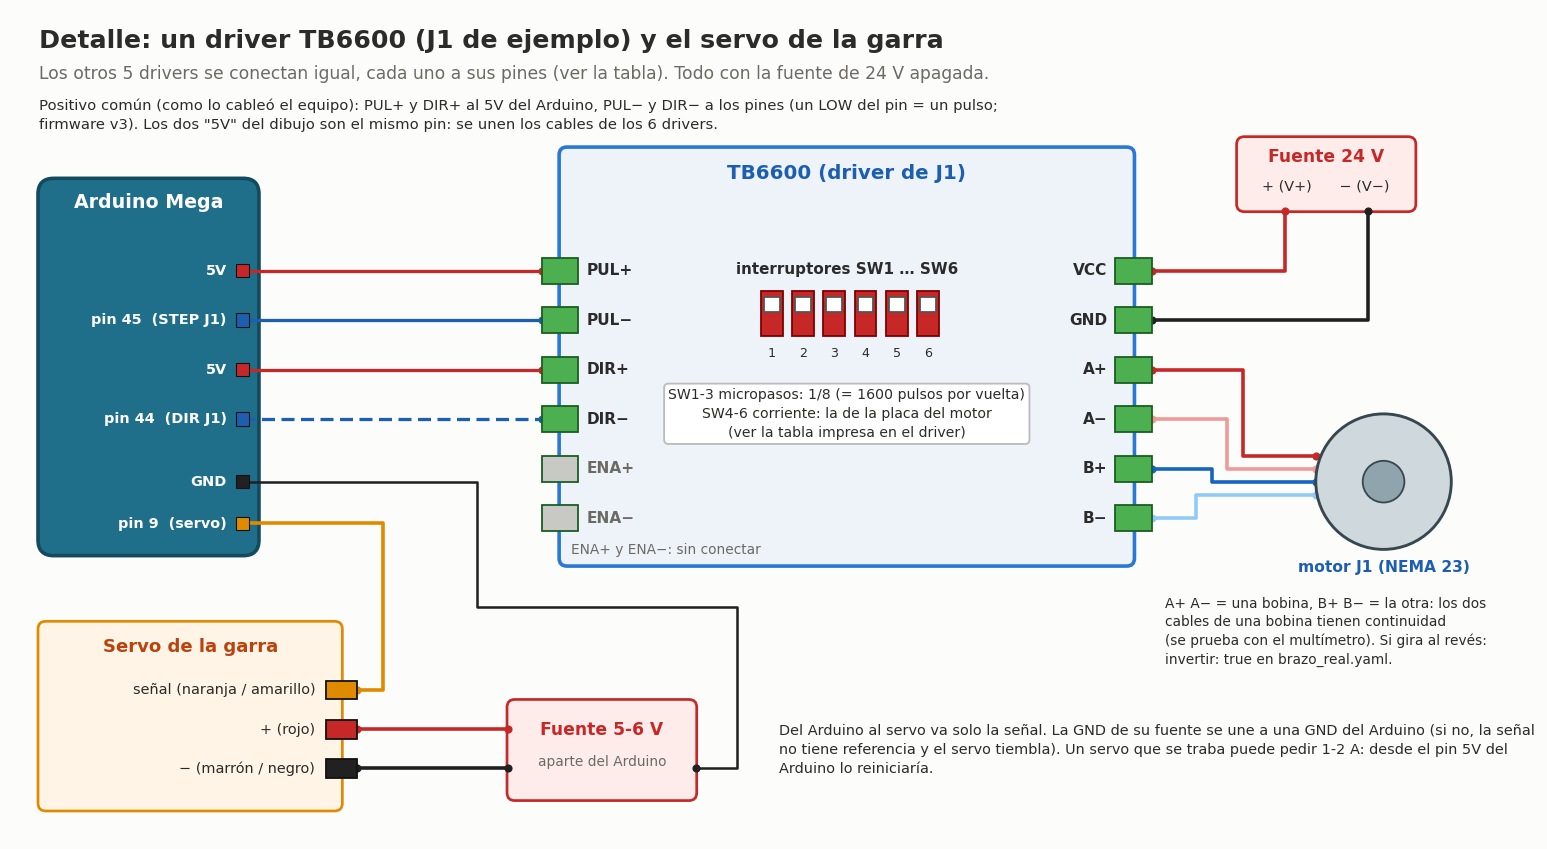 Detalle: un driver TB6600 (J1 de ejemplo) y el servo de la garra
Los otros 5 drivers se conectan igual, cada uno a sus pines (ver la tabla). Todo con la fuente de 24 V apagada.
Positivo común (como lo cableó el equipo): PUL+ y DIR+ al 5V del Arduino, PUL− y DIR− a los pines (un LOW del pin = un pulso;
firmware v3). Los dos "5V" del dibujo son el mismo pin: se unen los cables de los 6 drivers.
Arduino Mega
5V
pin 45  (STEP J1)
5V
pin 44  (DIR J1)
GND
pin 9  (servo)
TB6600 (driver de J1)
PUL+
PUL−
DIR+
DIR−
ENA+
ENA−
ENA+ y ENA−: sin conectar
interruptores SW1 … SW6
1 2 3 4 5 6
SW1-3 micropasos: 1/8 (= 1600 pulsos por vuelta)
SW4-6 corriente: la de la placa del motor
(ver la tabla impresa en el driver)
VCC
GND
A+
A−
B+
B−
Fuente 24 V
+ (V+) − (V−)
motor J1 (NEMA 23)
A+ A− = una bobina, B+ B− = la otra: los dos
cables de una bobina tienen continuidad
(se prueba con el multímetro). Si gira al revés:
invertir: true en brazo_real.yaml.
Servo de la garra
señal (naranja / amarillo)
+ (rojo)
− (marrón / negro)
Fuente 5-6 V
aparte del Arduino
Del Arduino al servo va solo la señal. La GND de su fuente se une a una GND del Arduino (si no, la señal
no tiene referencia y el servo tiembla). Un servo que se traba puede pedir 1-2 A: desde el pin 5V del
Arduino lo reiniciaría.